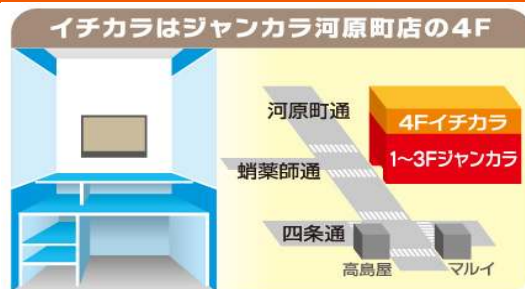 イチカラはジャンカラ河原町店の4F
河原町通
4Fイチカラ
1〜3Fジャンカラ
蛸薬師通
四条通
高島屋
マルイ